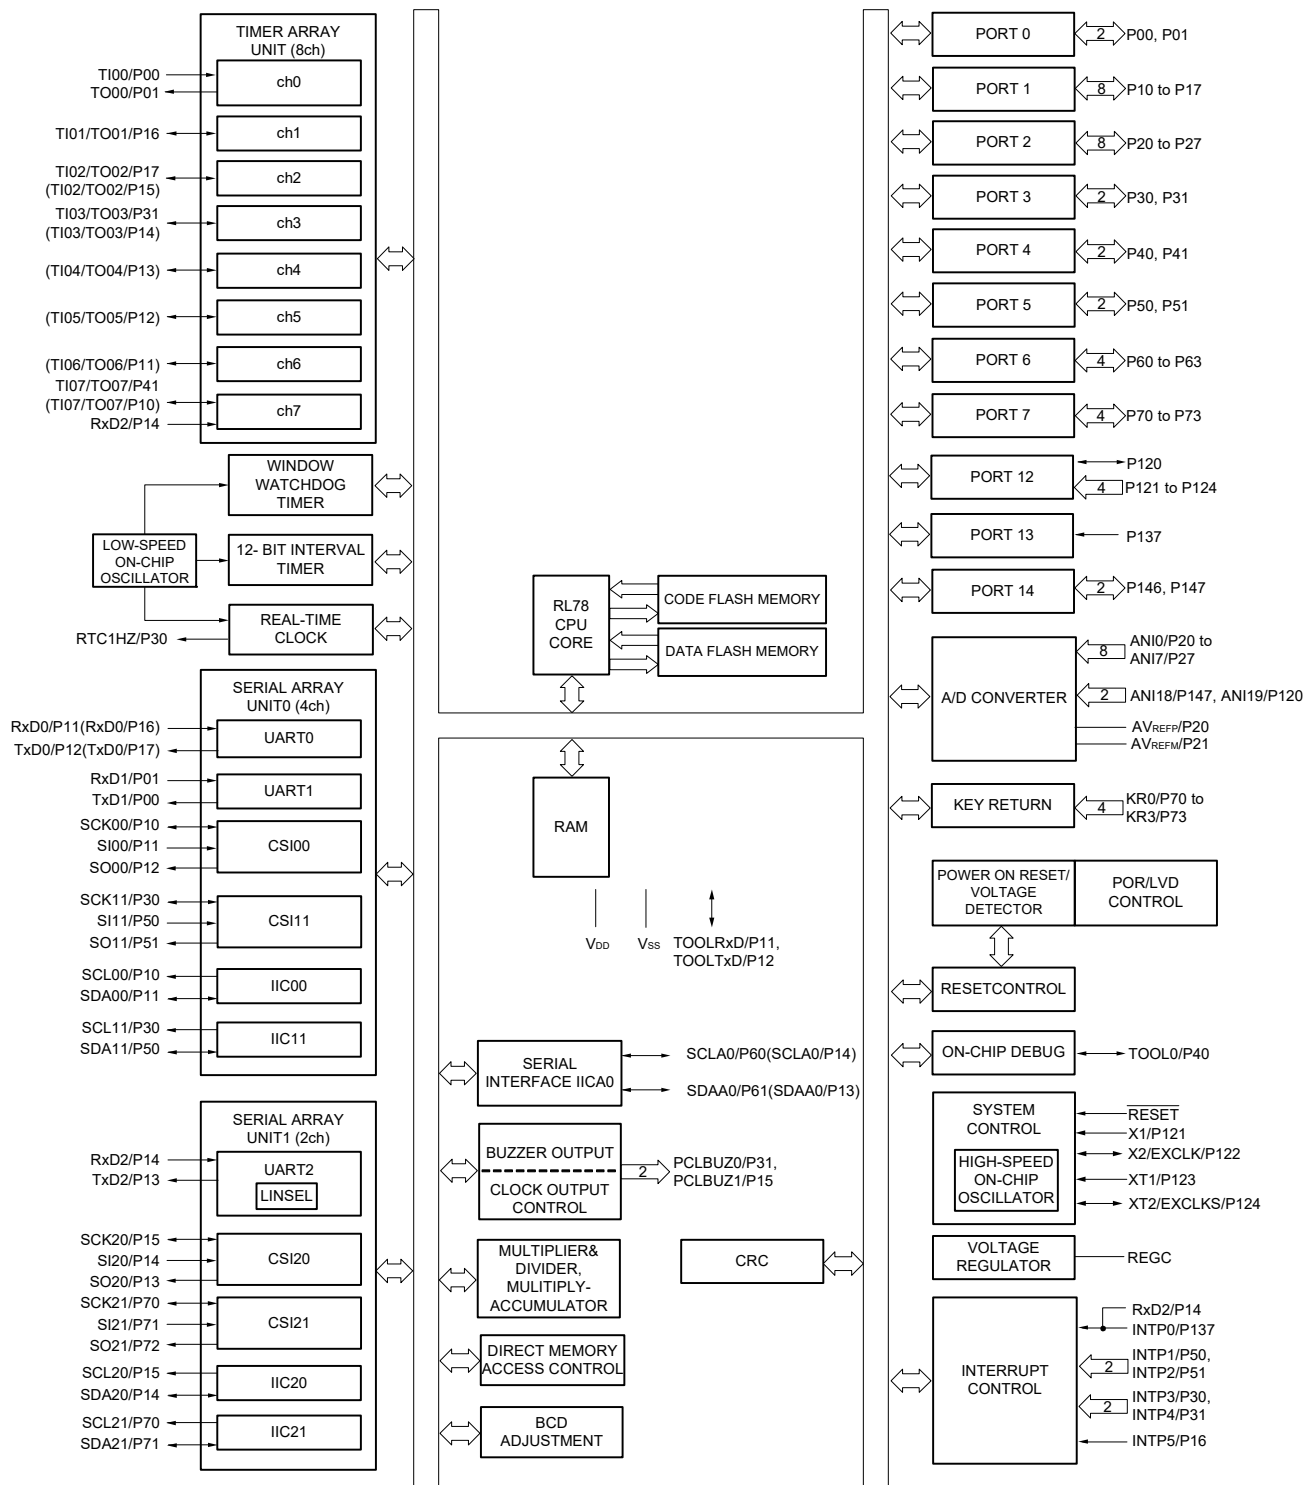 TIMER ARRAY
UNIT (8ch)
TI00/P00
TO00/P01
ch0
TI01/TO01/P16
ch1
TI02/TO02/P17
(TI02/TO02/P15)
ch2
TI03/TO03/P31
(TI03/TO03/P14)
ch3
(TI04/TO04/P13)
ch4
(TI05/TO05/P12)
ch5
(TI06/TO06/P11)
ch6
TI07/TO07/P41
(TI07/TO07/P10)
RxD2/P14
ch7
WINDOW
WATCHDOG
TIMER
LOW-SPEED
ON-CHIP
OSCILLATOR
12- BIT INTERVAL
TIMER
REAL-TIME
CLOCK
RTC1HZ/P30
SERIAL ARRAY
UNIT0 (4ch)
RxD0/P11(RxD0/P16)
TxD0/P12(TxD0/P17)
UART0
RxD1/P01
TxD1/P00
UART1
SCK00/P10
SI00/P11
SO00/P12
CSI00
SCK11/P30
SI11/P50
SO11/P51
CSI11
SCL00/P10
SDA00/P11
IIC00
SCL11/P30
SDA11/P50
IIC11
SERIAL ARRAY
UNIT1 (2ch)
RxD2/P14
TxD2/P13
UART2
LINSEL
SCK20/P15
SI20/P14
SO20/P13
CSI20
SCK21/P70
SI21/P71
SO21/P72
CSI21
SCL20/P15
SDA20/P14
IIC20
SCL21/P70
SDA21/P71
IIC21
RL78
CPU
CORE
CODE FLASH MEMORY
DATA FLASH MEMORY
RAM
VDD
VSS
TOOLRxD/P11,
TOOLTxD/P12
SERIAL
INTERFACE IICA0
SCLA0/P60(SCLA0/P14)
SDAA0/P61(SDAA0/P13)
BUZZER OUTPUT
CLOCK OUTPUT
CONTROL
2
PCLBUZ0/P31,
PCLBUZ1/P15
MULTIPLIER&
DIVIDER,
MULITIPLY-
ACCUMULATOR
CRC
DIRECT MEMORY
ACCESS CONTROL
BCD
ADJUSTMENT
PORT 0
2
P00, P01
PORT 1
8
P10 to P17
PORT 2
8
P20 to P27
PORT 3
2
P30, P31
PORT 4
2
P40, P41
PORT 5
2
P50, P51
PORT 6
4
P60 to P63
PORT 7
4
P70 to P73
PORT 12
P120
4
P121 to P124
PORT 13
P137
PORT 14
2
P146, P147
A/D CONVERTER
8
ANI0/P20 to
ANI7/P27
2
ANI18/P147, ANI19/P120
AVREFP/P20
AVREFM/P21
KEY RETURN
4
KR0/P70 to
KR3/P73
POWER ON RESET/
VOLTAGE
DETECTOR
POR/LVD
CONTROL
RESETCONTROL
ON-CHIP DEBUG
TOOL0/P40
SYSTEM
CONTROL
HIGH-SPEED
ON-CHIP
OSCILLATOR
RESET
X1/P121
X2/EXCLK/P122
XT1/P123
XT2/EXCLKS/P124
VOLTAGE
REGULATOR
REGC
INTERRUPT
CONTROL
RxD2/P14
INTP0/P137
2
INTP1/P50,
INTP2/P51
2
INTP3/P30,
INTP4/P31
INTP5/P16